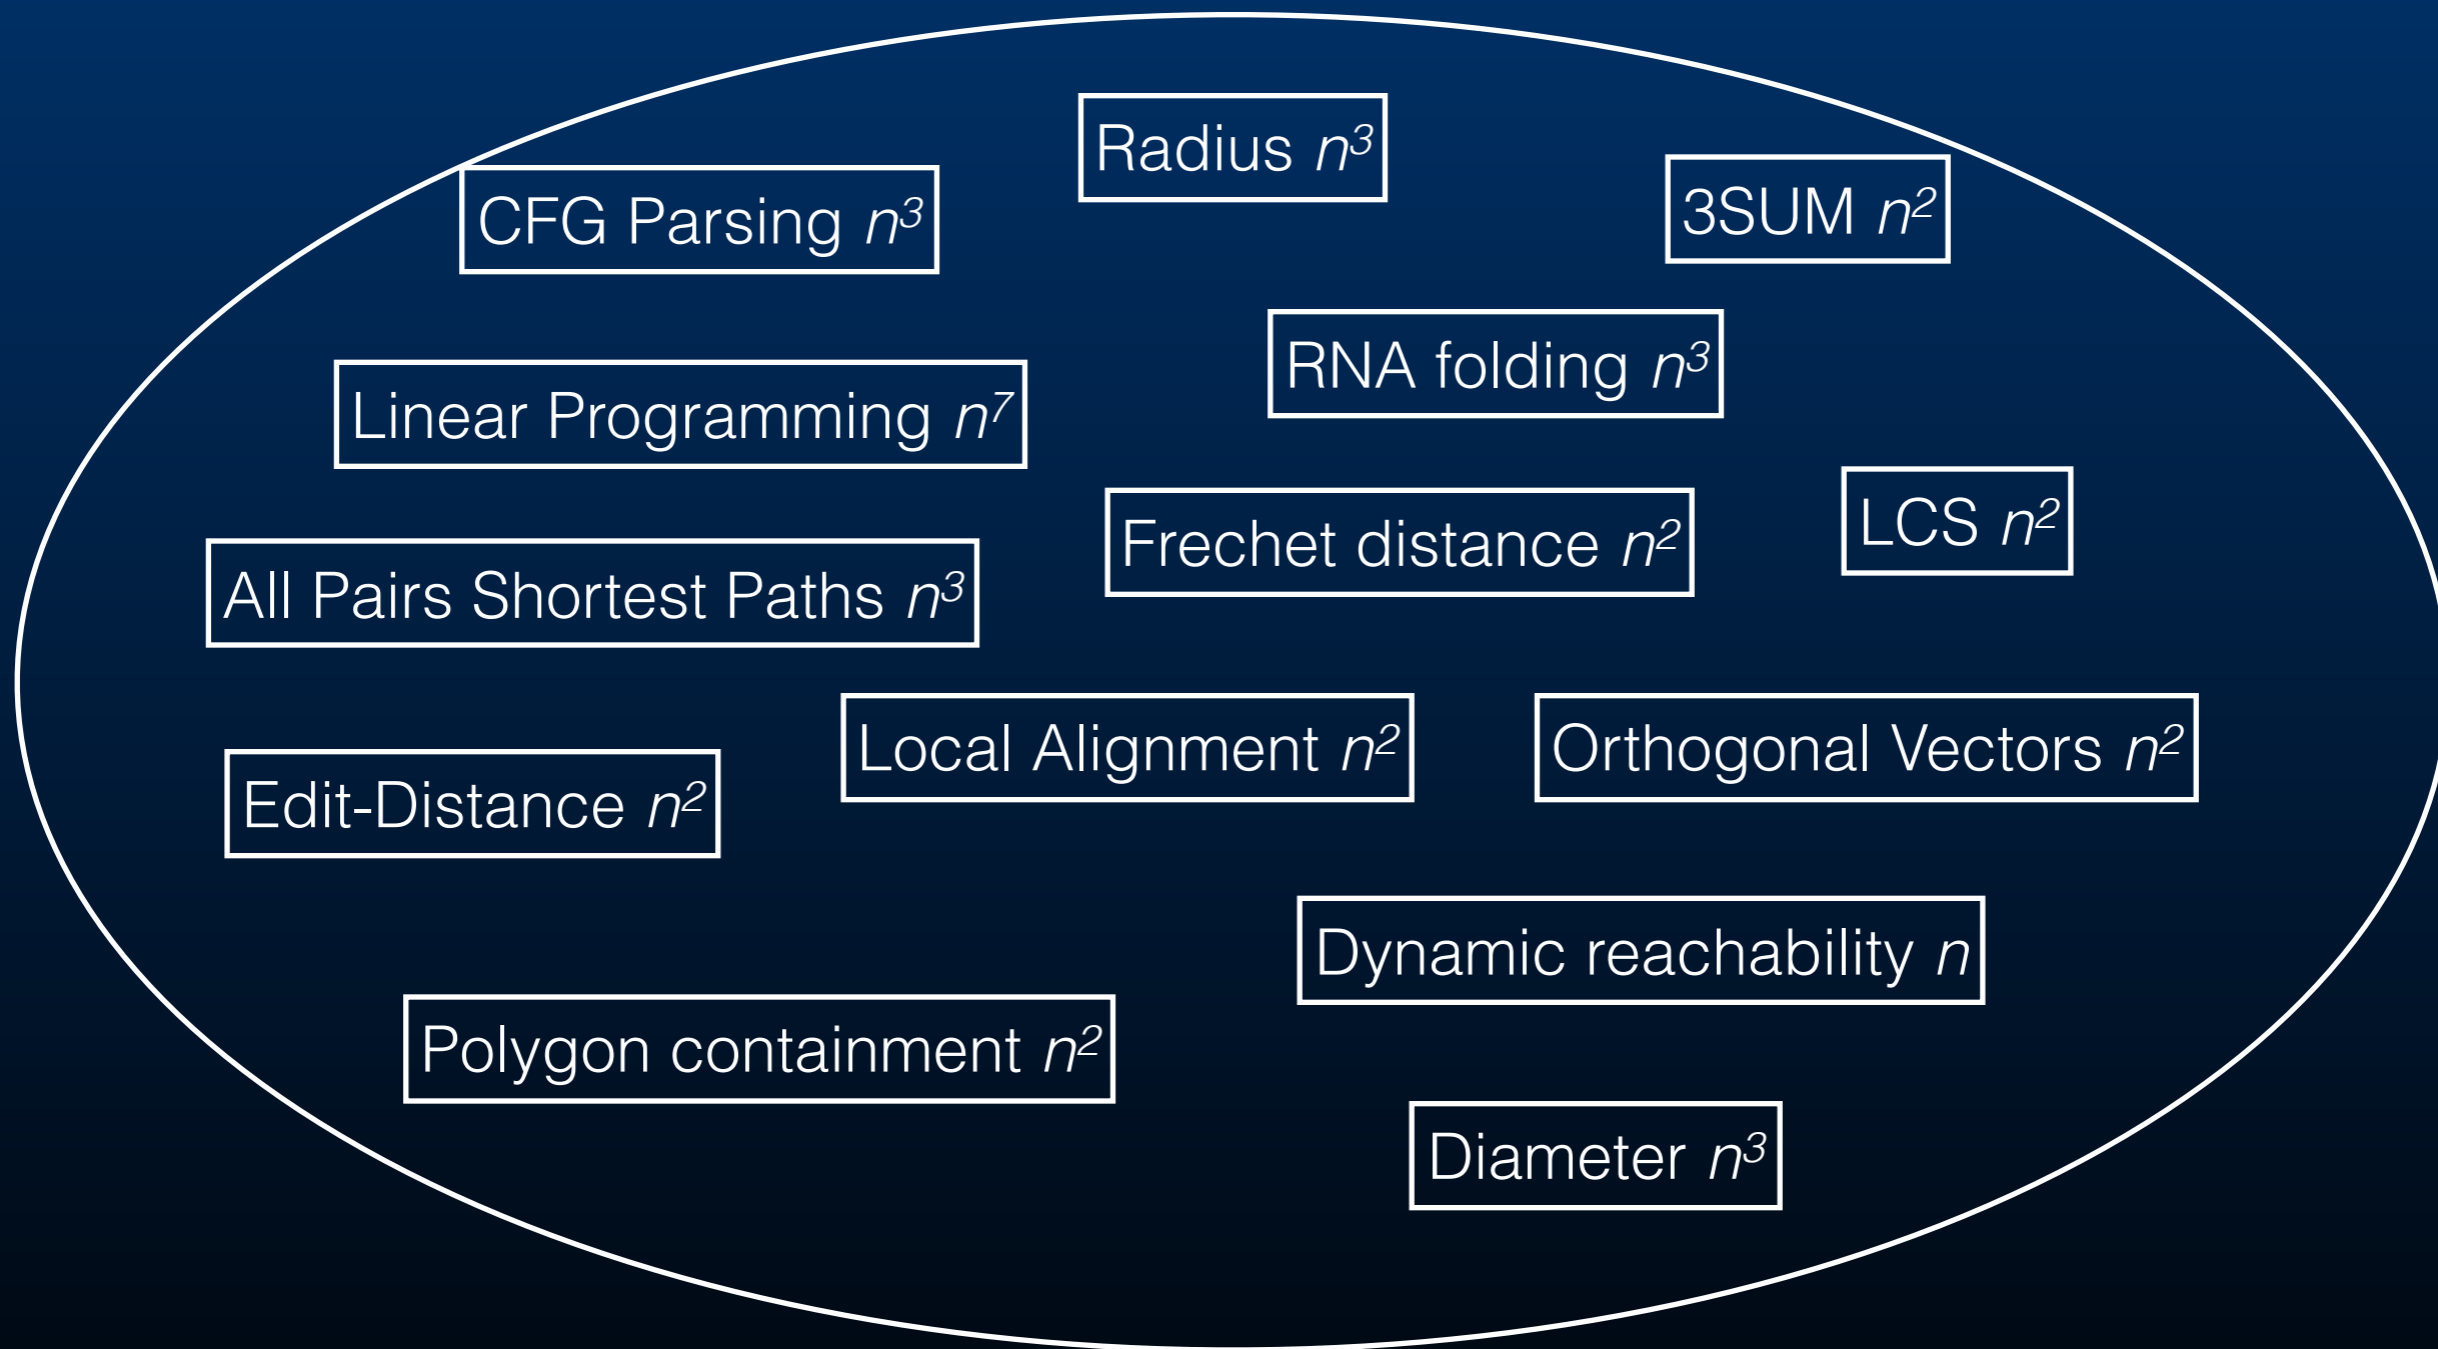 Radius n³
CFG Parsing n³
3SUM n²
RNA folding n³
Linear Programming n⁷
LCS n²
Frechet distance n²
All Pairs Shortest Paths n³
Local Alignment n²
Orthogonal Vectors n²
Edit-Distance n²
Dynamic reachability n
Polygon containment n²
Diameter n³